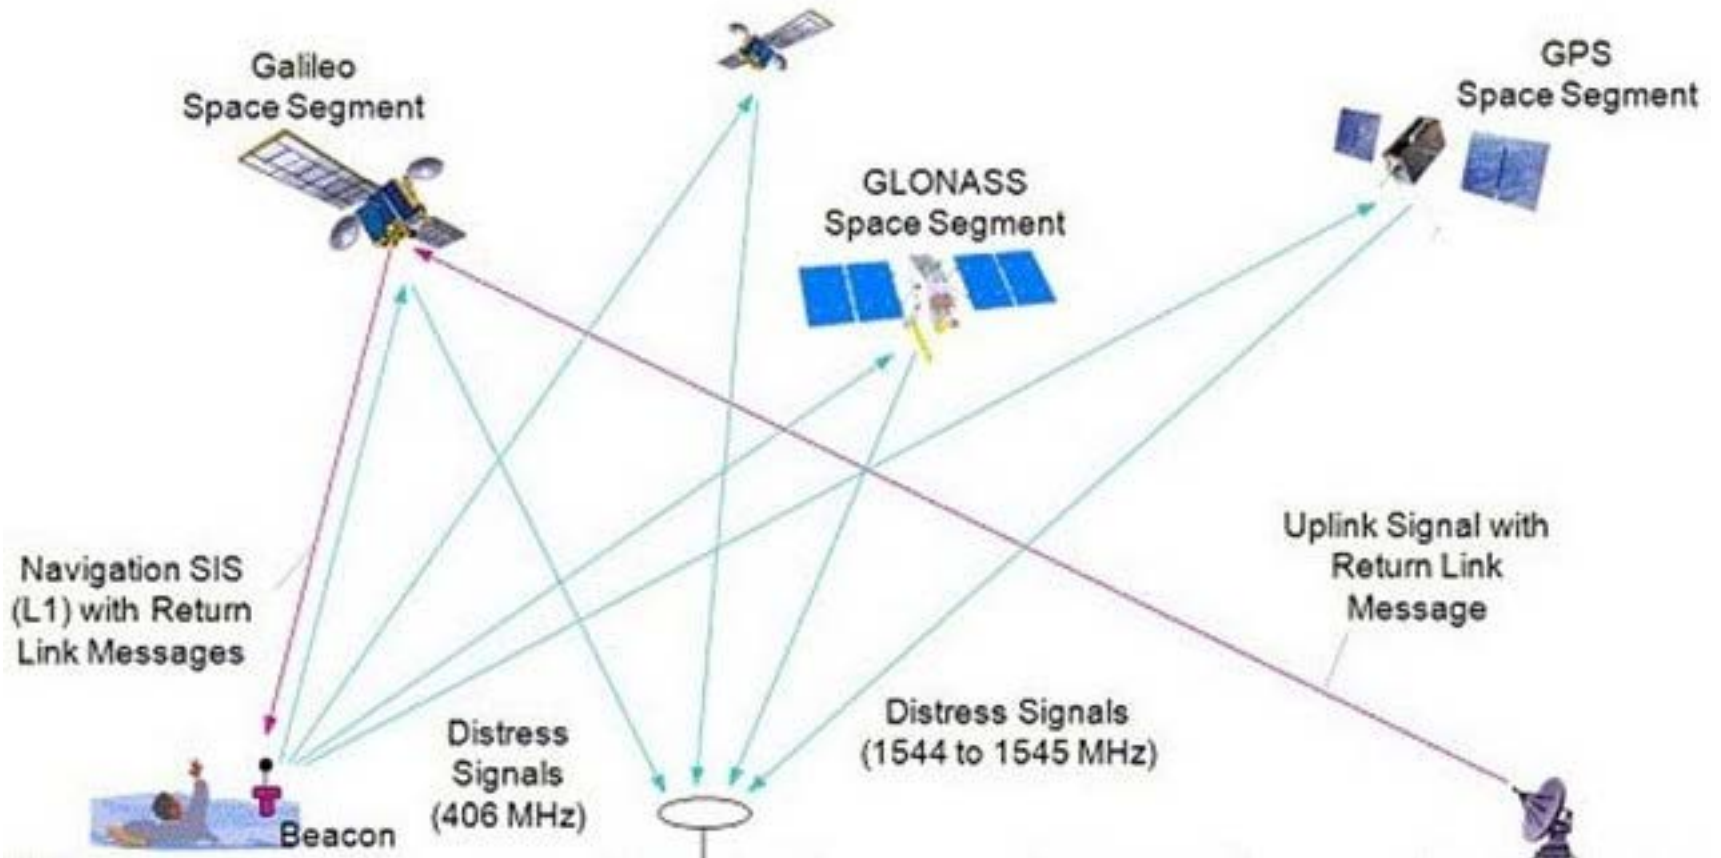 Galileo
Space Segment
GPS
Space Segment
GLONASS
Space Segment
Navigation SIS
(L1) with Return
Link Messages
Uplink Signal with
Return Link
Message
Distress
Signals
(406 MHz)
Distress Signals
(1544 to 1545 MHz)
Beacon